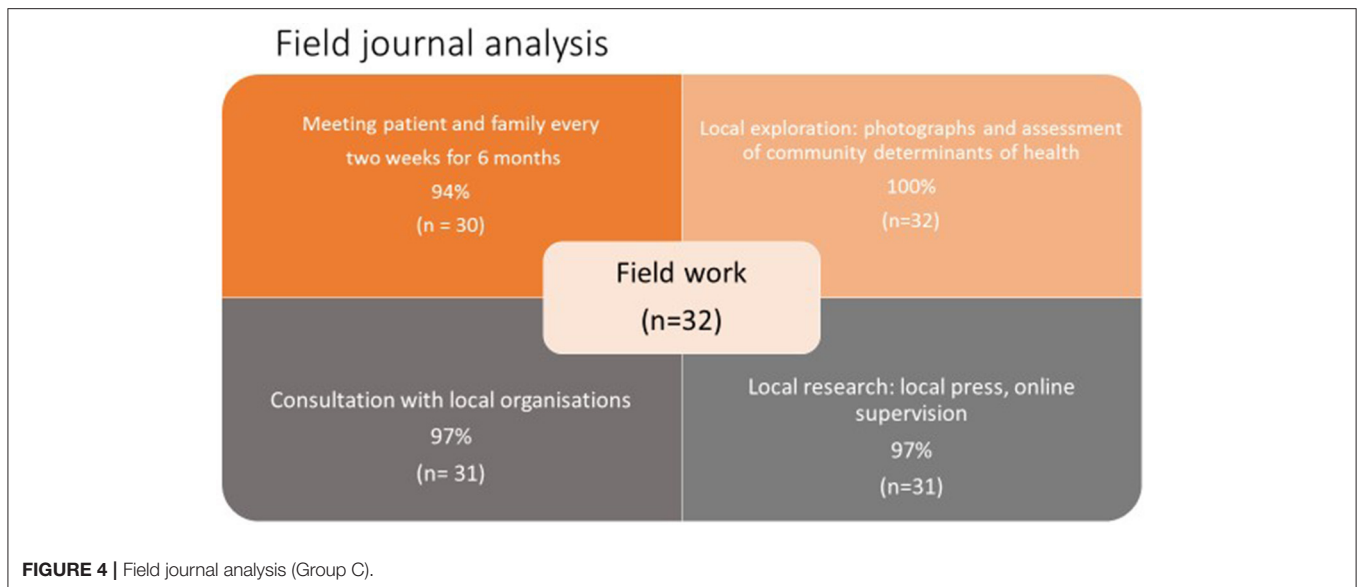 Field journal analysis
Meeting patient and family every
two weeks for 6 months
94%
(n = 30)
Local exploration: photographs and assessment
of community determinants of health
100%
(n=32)
Field work
(n=32)
Consultation with local organisations
97%
(n= 31)
Local research: local press, online
supervision
97%
(n=31)
FIGURE 4 | Field journal analysis (Group C).